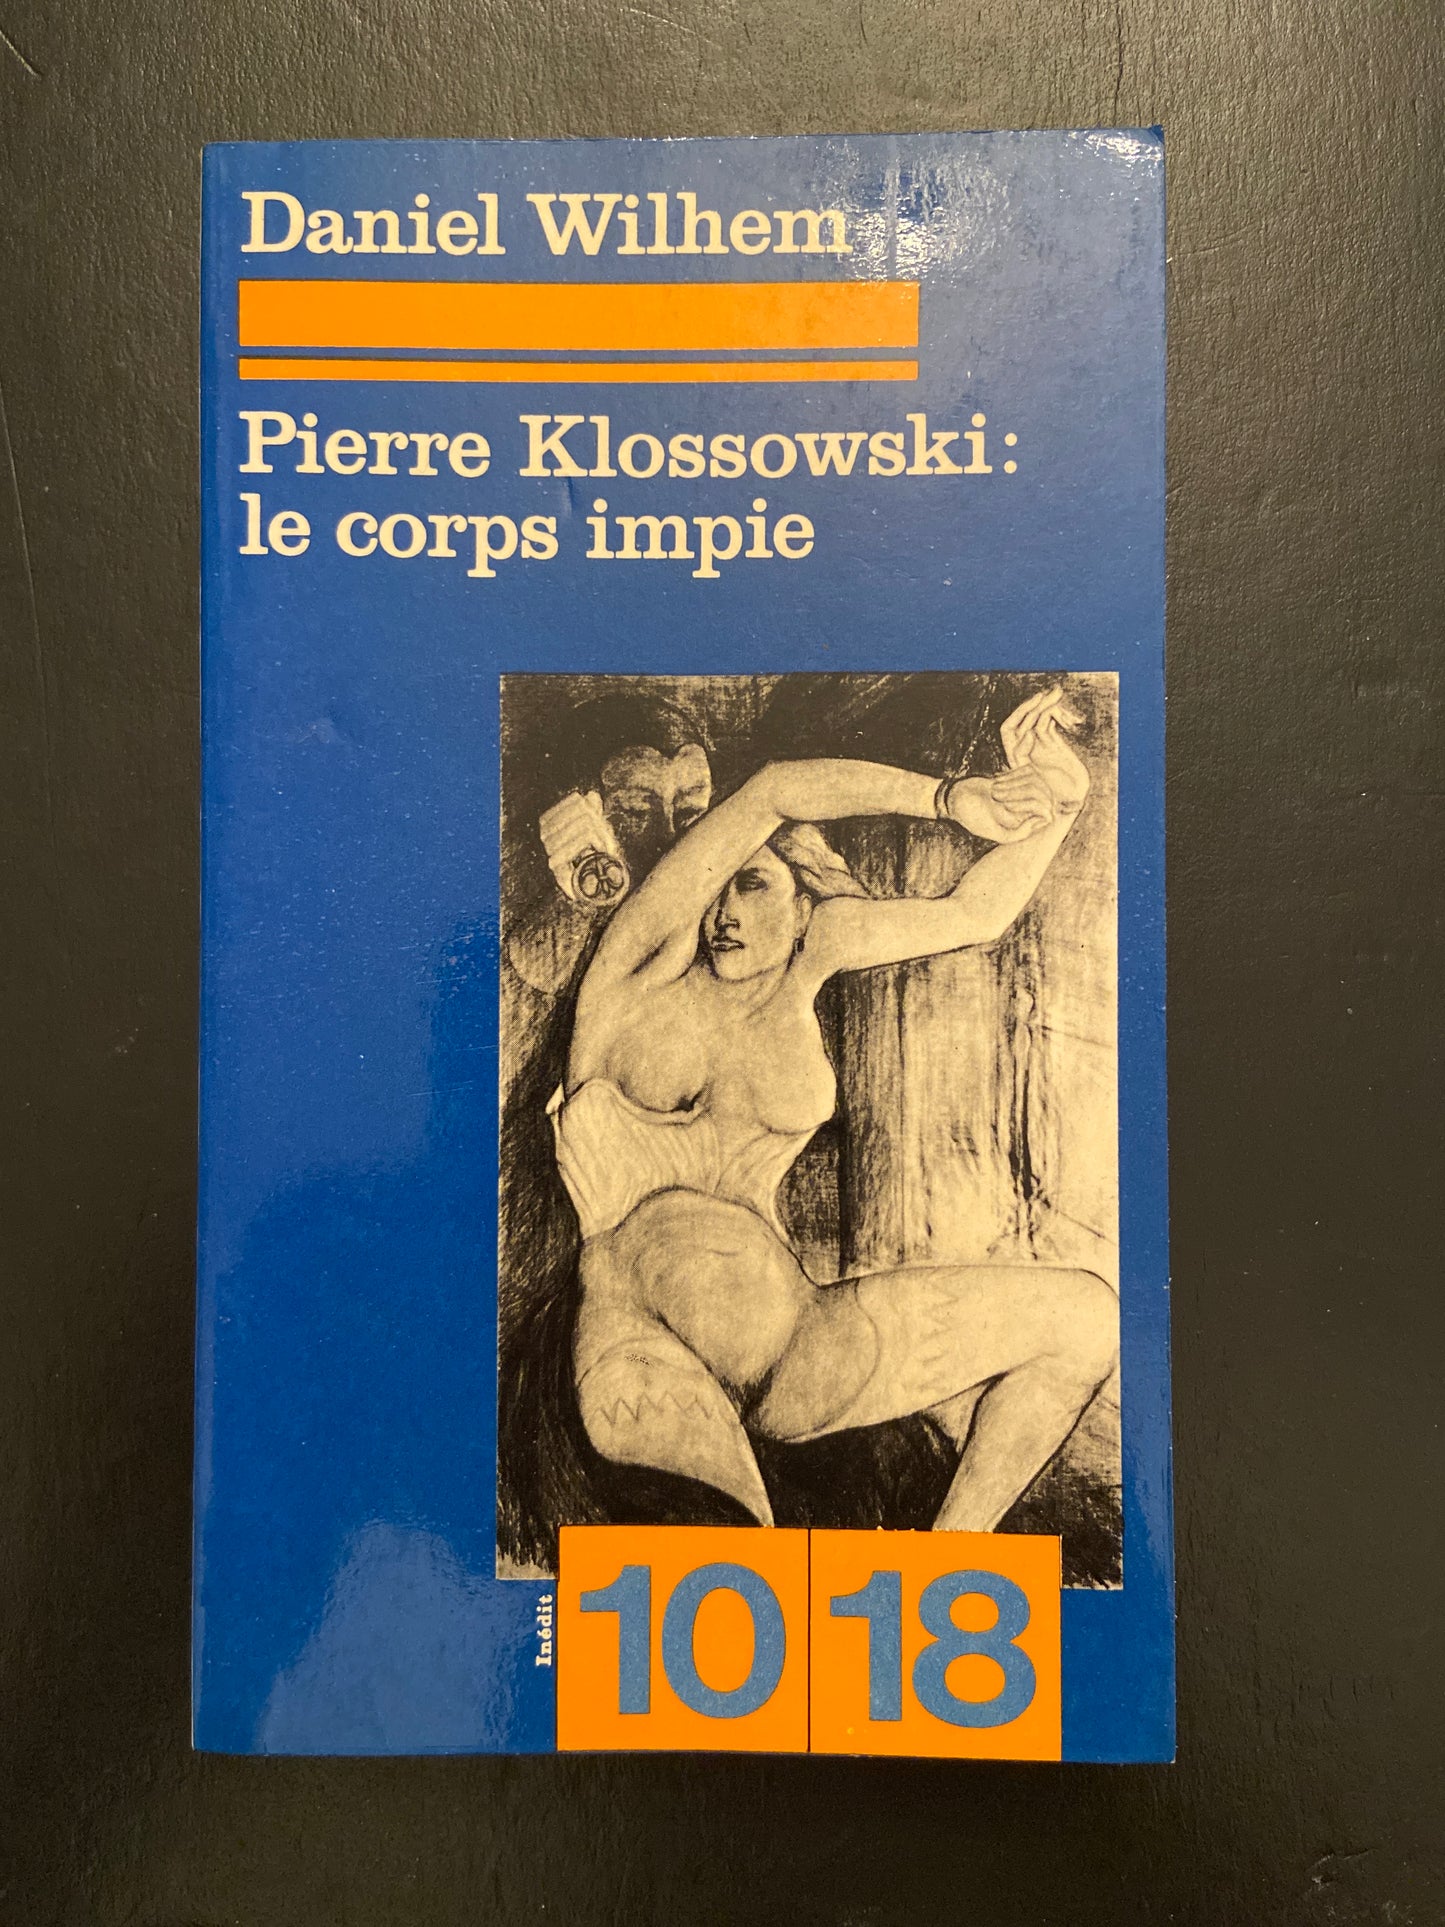 Daniel Wilhem
Pierre Klossowski:
le corps impie
Inédit
10 18